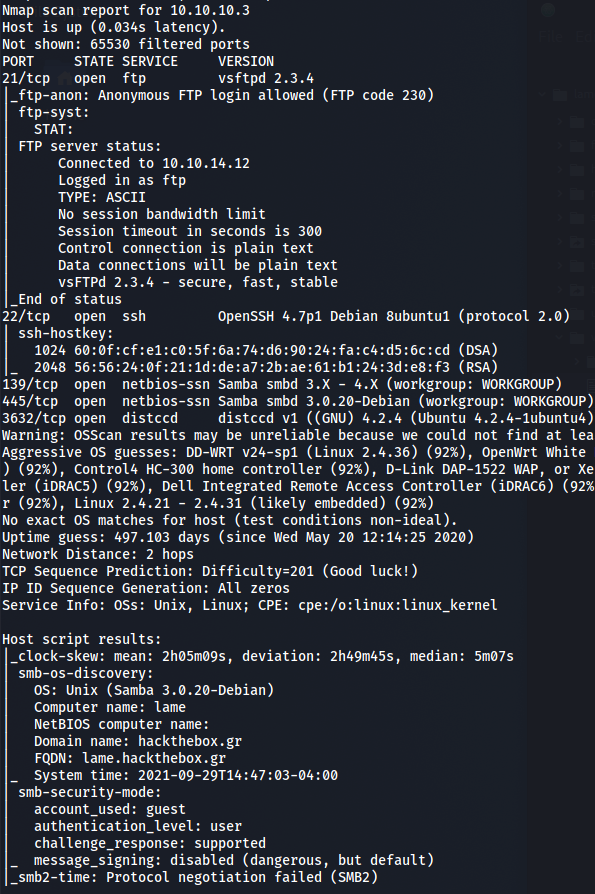 Nmap scan report for 10.10.10.3
Host is up (0.034s latency).
Not shown: 65530 filtered ports
PORT     STATE SERVICE     VERSION
21/tcp   open  ftp         vsftpd 2.3.4
|_ftp-anon: Anonymous FTP login allowed (FTP code 230)
| ftp-syst:
|   STAT:
| FTP server status:
|      Connected to 10.10.14.12
|      Logged in as ftp
|      TYPE: ASCII
|      No session bandwidth limit
|      Session timeout in seconds is 300
|      Control connection is plain text
|      Data connections will be plain text
|      vsFTPd 2.3.4 - secure, fast, stable
|_End of status
22/tcp   open  ssh         OpenSSH 4.7p1 Debian 8ubuntu1 (protocol 2.0)
| ssh-hostkey:
|   1024 60:0f:cf:e1:c0:5f:6a:74:d6:90:24:fa:c4:d5:6c:cd (DSA)
|_  2048 56:56:24:0f:21:1d:de:a7:2b:ae:61:b1:24:3d:e8:f3 (RSA)
139/tcp  open  netbios-ssn Samba smbd 3.X - 4.X (workgroup: WORKGROUP)
445/tcp  open  netbios-ssn Samba smbd 3.0.20-Debian (workgroup: WORKGROUP)
3632/tcp open  distccd     distccd v1 ((GNU) 4.2.4 (Ubuntu 4.2.4-1ubuntu4)
Warning: OSScan results may be unreliable because we could not find at lea
Aggressive OS guesses: DD-WRT v24-sp1 (Linux 2.4.36) (92%), OpenWrt White
) (92%), Control4 HC-300 home controller (92%), D-Link DAP-1522 WAP, or Xe
ler (iDRAC5) (92%), Dell Integrated Remote Access Controller (iDRAC6) (92%
r (92%), Linux 2.4.21 - 2.4.31 (likely embedded) (92%)
No exact OS matches for host (test conditions non-ideal).
Uptime guess: 497.103 days (since Wed May 20 12:14:25 2020)
Network Distance: 2 hops
TCP Sequence Prediction: Difficulty=201 (Good luck!)
IP ID Sequence Generation: All zeros
Service Info: OSs: Unix, Linux; CPE: cpe:/o:linux:linux_kernel

Host script results:
|_clock-skew: mean: 2h05m09s, deviation: 2h49m45s, median: 5m07s
| smb-os-discovery:
|   OS: Unix (Samba 3.0.20-Debian)
|   Computer name: lame
|   NetBIOS computer name:
|   Domain name: hackthebox.gr
|   FQDN: lame.hackthebox.gr
|_  System time: 2021-09-29T14:47:03-04:00
| smb-security-mode:
|   account_used: guest
|   authentication_level: user
|   challenge_response: supported
|_  message_signing: disabled (dangerous, but default)
|_smb2-time: Protocol negotiation failed (SMB2)